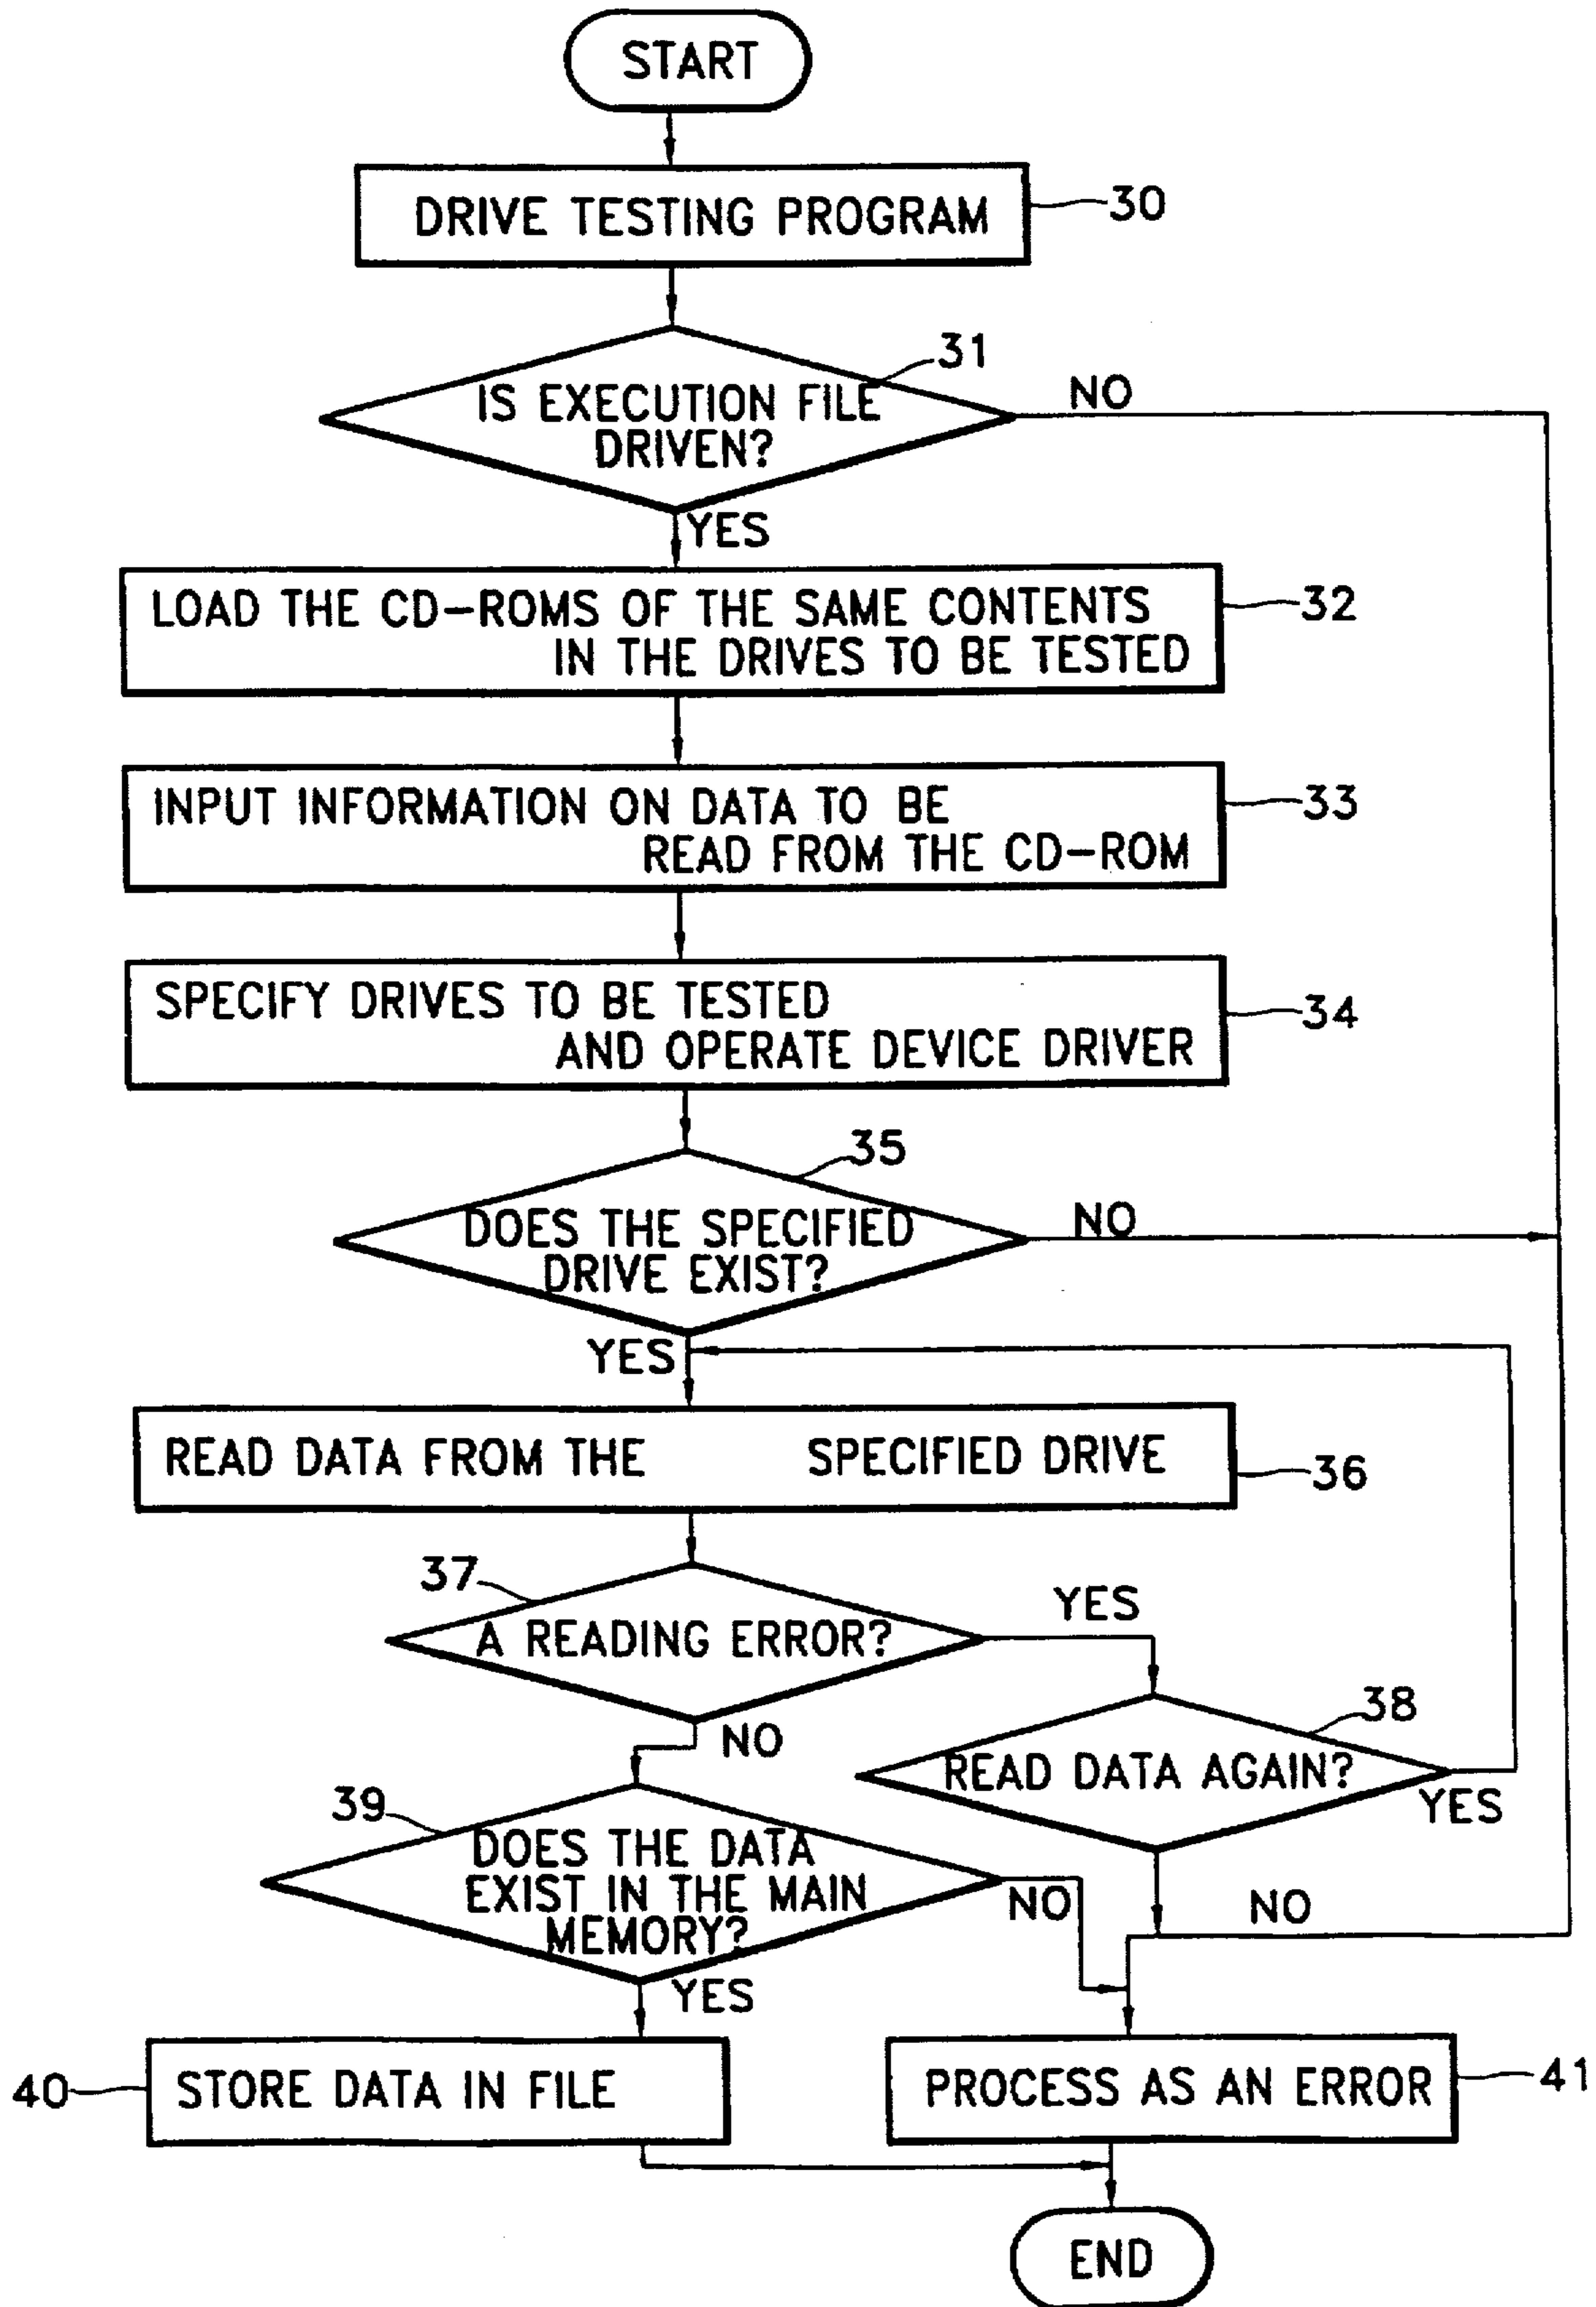 START
DRIVE TESTING PROGRAM
30
31
IS EXECUTION FILE
DRIVEN?
NO
YES
LOAD THE CD-ROMS OF THE SAME CONTENTS
IN THE DRIVES TO BE TESTED
32
INPUT INFORMATION ON DATA TO BE
READ FROM THE CD-ROM
33
SPECIFY DRIVES TO BE TESTED
AND OPERATE DEVICE DRIVER
34
35
DOES THE SPECIFIED
DRIVE EXIST?
NO
YES
READ DATA FROM THE SPECIFIED DRIVE
36
37
A READING ERROR?
YES
NO
38
READ DATA AGAIN?
YES
NO
39
DOES THE DATA
EXIST IN THE MAIN
MEMORY?
NO
YES
40
STORE DATA IN FILE
PROCESS AS AN ERROR
41
END